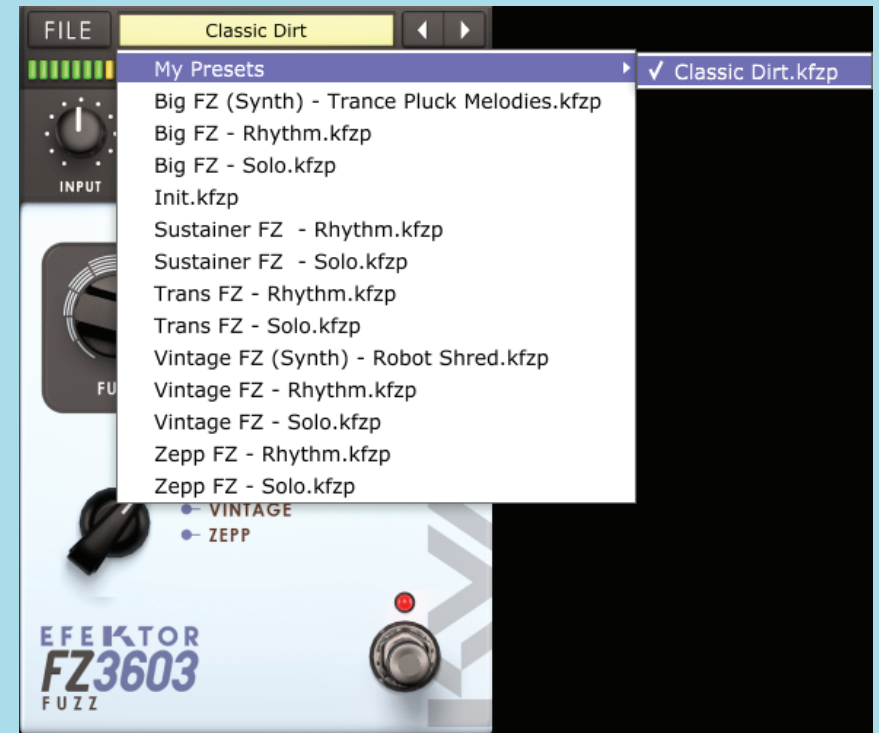 FILE
Classic Dirt
My Presets
✓ Classic Dirt.kfzp
Big FZ (Synth) - Trance Pluck Melodies.kfzp
Big FZ - Rhythm.kfzp
Big FZ - Solo.kfzp
Init.kfzp
Sustainer FZ  - Rhythm.kfzp
Sustainer FZ  - Solo.kfzp
Trans FZ - Rhythm.kfzp
Trans FZ - Solo.kfzp
Vintage FZ (Synth) - Robot Shred.kfzp
Vintage FZ - Rhythm.kfzp
Vintage FZ - Solo.kfzp
Zepp FZ - Rhythm.kfzp
Zepp FZ - Solo.kfzp
INPUT
FU
VINTAGE
ZEPP
EFEKTOR
FZ3603
FUZZ